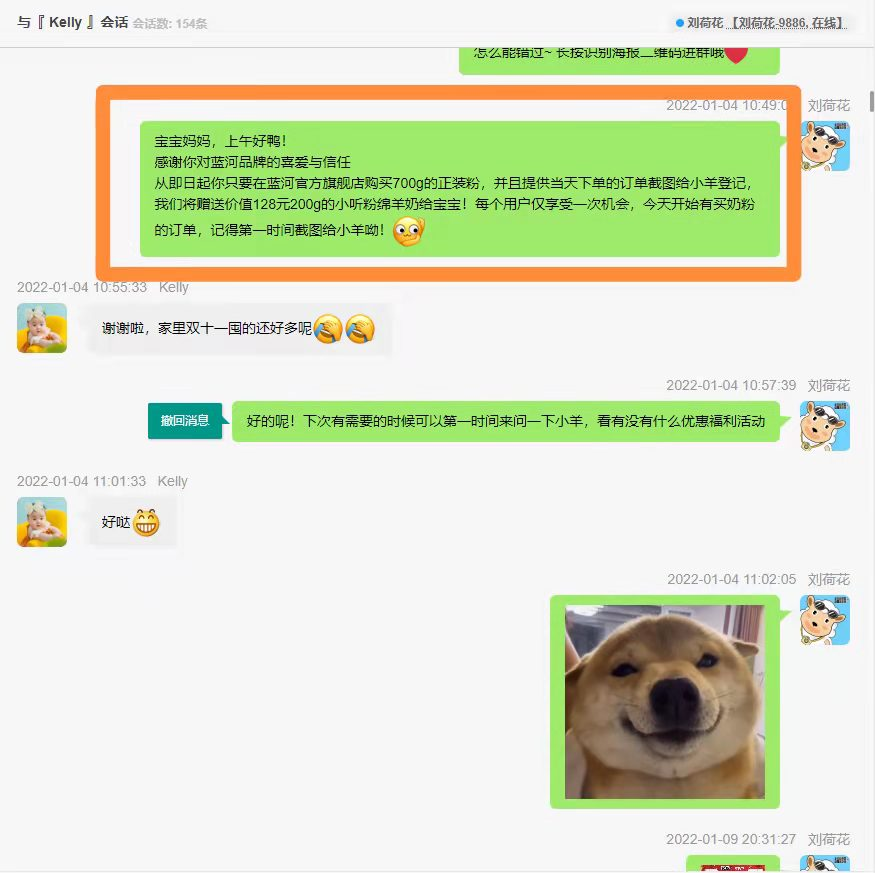 与『 Kelly 』会话 会话数: 154条
刘荷花 【刘荷花-9886, 在线】
怎么能错过~ 长按识别海报二维码进群哦
2022-01-04 10:49:0 刘荷花
宝宝妈妈，上午好鸭！
感谢你对蓝河品牌的喜爱与信任
从即日起你只要在蓝河官方旗舰店购买700g的正装粉，并且提供当天下单的订单截图给小羊登记，
我们将赠送价值128元200g的小听粉绵羊奶给宝宝！每个用户仅享受一次机会，今天开始有买奶粉
的订单，记得第一时间截图给小羊呦！
2022-01-04 10:55:33 Kelly
谢谢啦，家里双十一囤的还好多呢
2022-01-04 10:57:39 刘荷花
撤回消息
好的呢！下次有需要的时候可以第一时间来问一下小羊，看有没有什么优惠福利活动
2022-01-04 11:01:33 Kelly
好哒
2022-01-04 11:02:05 刘荷花
2022-01-09 20:31:27 刘荷花